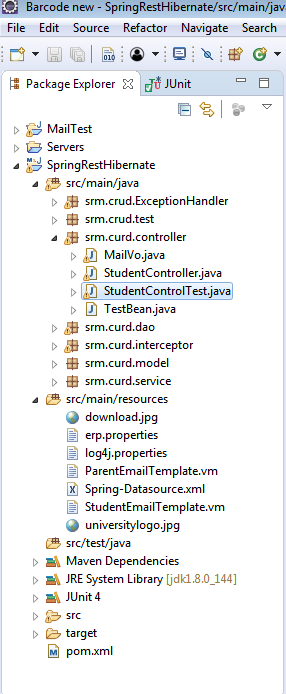 Barcode new - SpringRestHibernate/src/main/java
File Edit Source Refactor Navigate Search
Package Explorer JUnit
MailTest
Servers
SpringRestHibernate
src/main/java
srm.crud.ExceptionHandler
srm.crud.test
srm.curd.controller
MailVo.java
StudentController.java
StudentControlTest.java
TestBean.java
srm.curd.dao
srm.curd.interceptor
srm.curd.model
srm.curd.service
src/main/resources
download.jpg
erp.properties
log4j.properties
ParentEmailTemplate.vm
Spring-Datasource.xml
StudentEmailTemplate.vm
universitylogo.jpg
src/test/java
Maven Dependencies
JRE System Library [jdk1.8.0_144]
JUnit 4
src
target
pom.xml